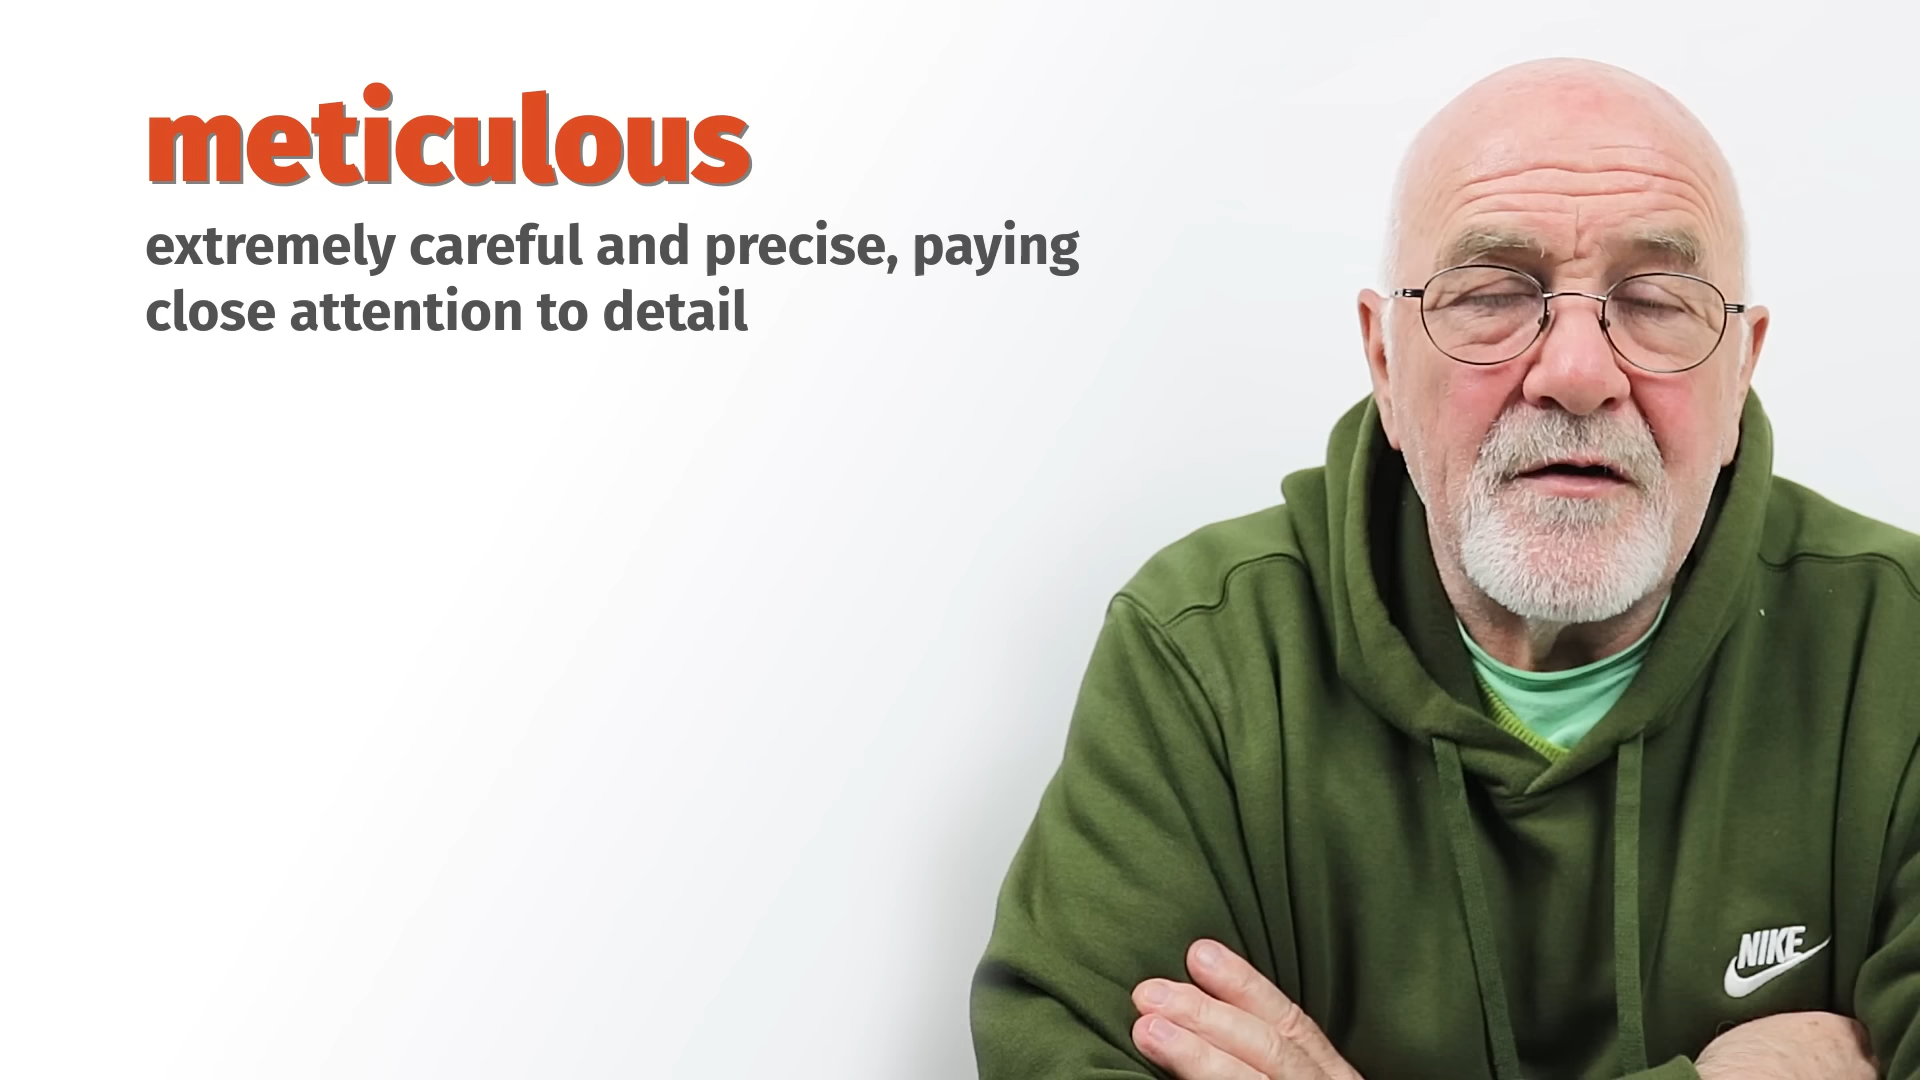 meticulous
extremely careful and precise, paying
close attention to detail
NIKE